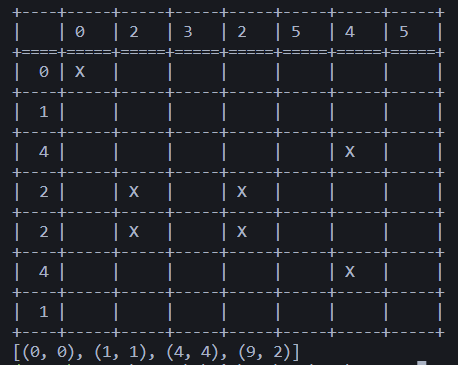 +----+-----+-----+-----+-----+-----+-----+-----+
|    | 0   | 2   | 3   | 2   | 5   | 4   | 5   |
+====+=====+=====+=====+=====+=====+=====+=====+
|  0 | X   |     |     |     |     |     |     |
+----+-----+-----+-----+-----+-----+-----+-----+
|  1 |     |     |     |     |     |     |     |
+----+-----+-----+-----+-----+-----+-----+-----+
|  4 |     |     |     |     |     | X   |     |
+----+-----+-----+-----+-----+-----+-----+-----+
|  2 |     | X   |     | X   |     |     |     |
+----+-----+-----+-----+-----+-----+-----+-----+
|  2 |     | X   |     | X   |     |     |     |
+----+-----+-----+-----+-----+-----+-----+-----+
|  4 |     |     |     |     |     | X   |     |
+----+-----+-----+-----+-----+-----+-----+-----+
|  1 |     |     |     |     |     |     |     |
+----+-----+-----+-----+-----+-----+-----+-----+
[(0, 0), (1, 1), (4, 4), (9, 2)]